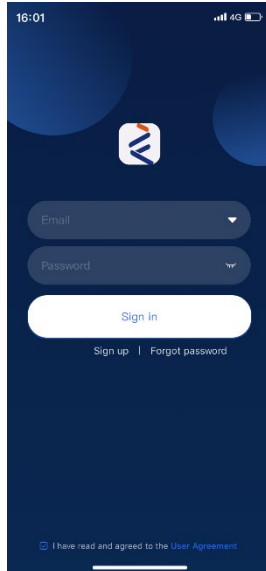 16:01 4G
Email
Password
Sign in
Sign up | Forgot password
I have read and agreed to the User Agreement